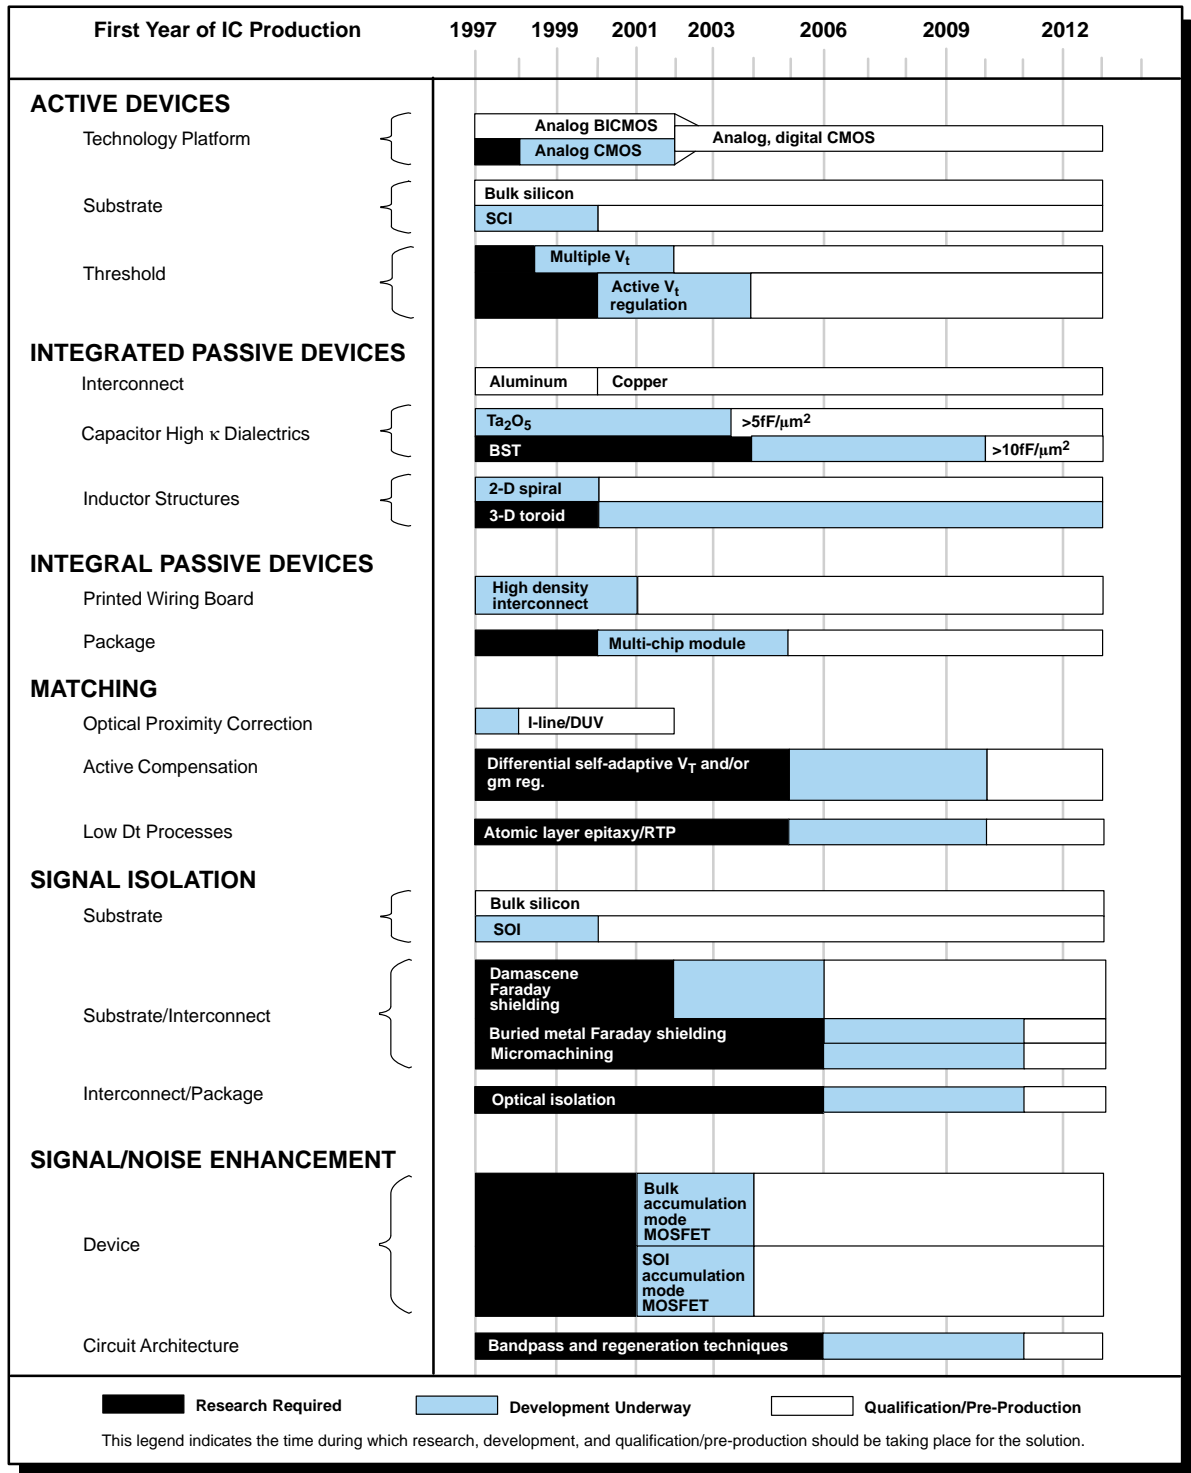 First Year of IC Production 1997 1999 2001 2003 2006 2009 2012
ACTIVE DEVICES
Technology Platform
Analog BICMOS
Analog CMOS
Analog, digital CMOS
Substrate
Bulk silicon
SCI
Threshold
Multiple Vt
Active Vt
regulation
INTEGRATED PASSIVE DEVICES
Interconnect
Aluminum
Copper
Capacitor High κ Dialectrics
Ta2O5
>5fF/μm2
BST
>10fF/μm2
Inductor Structures
2-D spiral
3-D toroid
INTEGRAL PASSIVE DEVICES
Printed Wiring Board
High density
interconnect
Package
Multi-chip module
MATCHING
Optical Proximity Correction
I-line/DUV
Active Compensation
Differential self-adaptive VT and/or
gm reg.
Low Dt Processes
Atomic layer epitaxy/RTP
SIGNAL ISOLATION
Substrate
Bulk silicon
SOI
Substrate/Interconnect
Damascene
Faraday
shielding
Buried metal Faraday shielding
Micromachining
Interconnect/Package
Optical isolation
SIGNAL/NOISE ENHANCEMENT
Device
Bulk
accumulation
mode
MOSFET
SOI
accumulation
mode
MOSFET
Circuit Architecture
Bandpass and regeneration techniques
Research Required
Development Underway
Qualification/Pre-Production
This legend indicates the time during which research, development, and qualification/pre-production should be taking place for the solution.